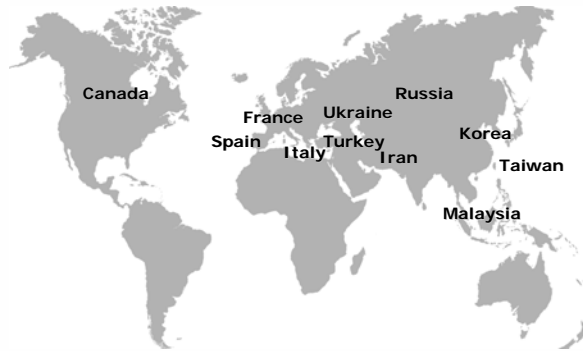 Canada
Russia
France
Ukraine
Korea
Spain
Turkey
Italy
Iran
Taiwan
Malaysia